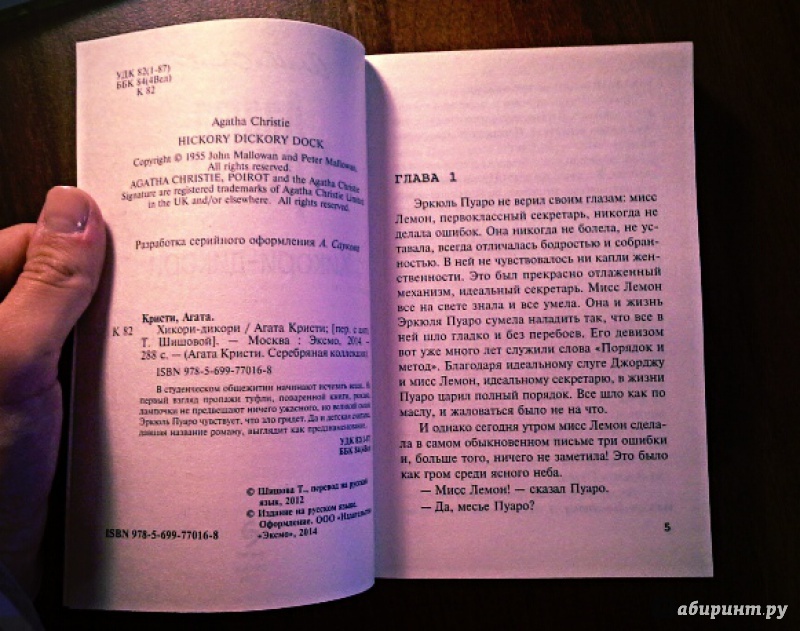 УДК 82(1-87)
ББК 84(4Вел)
К 82
Agatha Christie
HICKORY DICKORY DOCK
Copyright © 1955 John Mallowan and Peter Mallowan,
All rights reserved.
AGATHA CHRISTIE, POIROT and the Agatha Christie
Signature are registered trademarks of Agatha Christie Limited
in the UK and/or elsewhere. All rights reserved.
Разработка серийного оформления А. Саукова
Кристи, Агата.
К 82 Хикори-дикори / Агата Кристи; [пер. с англ.
Т. Шишовой]. — Москва : Эксмо, 2014. —
288 с. — (Агата Кристи. Серебряная коллекция).
ISBN 978-5-699-77016-8
В студенческом общежитии начинают исчезать вещи. На
первый взгляд пропажи туфли, поваренной книги, рюкзака,
лампочки не предвещают ничего ужасного, но великий сыщик
Эркюль Пуаро чувствует, что зло грядет. Да и детская считалка,
давшая название роману, выглядит как предзнаменование.
УДК 82(1-87)
ББК 84(4Вел)
© Шишова Т., перевод на русский
язык, 2012
© Издание на русском языке.
Оформление. ООО «Издательство
«Эксмо», 2014
ISBN 978-5-699-77016-8
ГЛАВА 1
Эркюль Пуаро не верил своим глазам: мисс
Лемон, первоклассный секретарь, никогда не
делала ошибок. Она никогда не болела, не ус-
тавала, всегда отличалась бодростью и собран-
ностью. В ней не чувствовалось ни капли жен-
ственности. Это был прекрасно отлаженный
механизм, идеальный секретарь. Мисс Лемон
все на свете знала и все умела. Она и жизнь
Эркюля Пуаро сумела наладить так, что все в
ней шло гладко и без перебоев. Его девизом
вот уже много лет служили слова «Порядок и
метод». Благодаря идеальному слуге Джорджу
и мисс Лемон, идеальному секретарю, в жизни
Пуаро царил полный порядок. Все шло как по
маслу, и жаловаться было не на что.
И однако сегодня утром мисс Лемон сдела-
ла в самом обыкновенном письме три ошибки
и, больше того, ничего не заметила! Это было
как гром среди ясного неба.
— Мисс Лемон! — сказал Пуаро.
— Да, месье Пуаро?
5
абиринт.ру